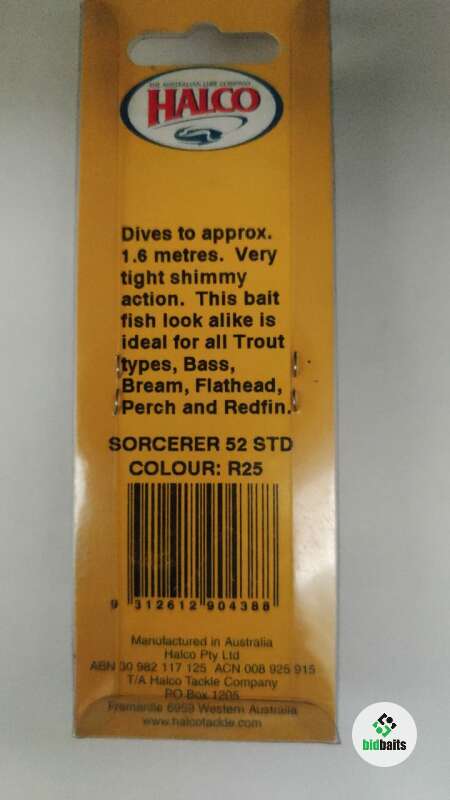 THE AUSTRALIAN LURE COMPANY
HALCO
Dives to approx.
1.6 metres. Very
tight shimmy
action. This bait
fish look alike is
ideal for all Trout
types, Bass,
Bream, Flathead,
Perch and Redfin.
SORCERER 52 STD
COLOUR: R25
9 312612 904388
Manufactured in Australia
Halco Pty Ltd
ABN 30 982 117 125 ACN 008 925 915
T/A Halco Tackle Company
PO Box 1205
Fremantle 6959 Western Australia
www.halcotackle.com
bidbaits